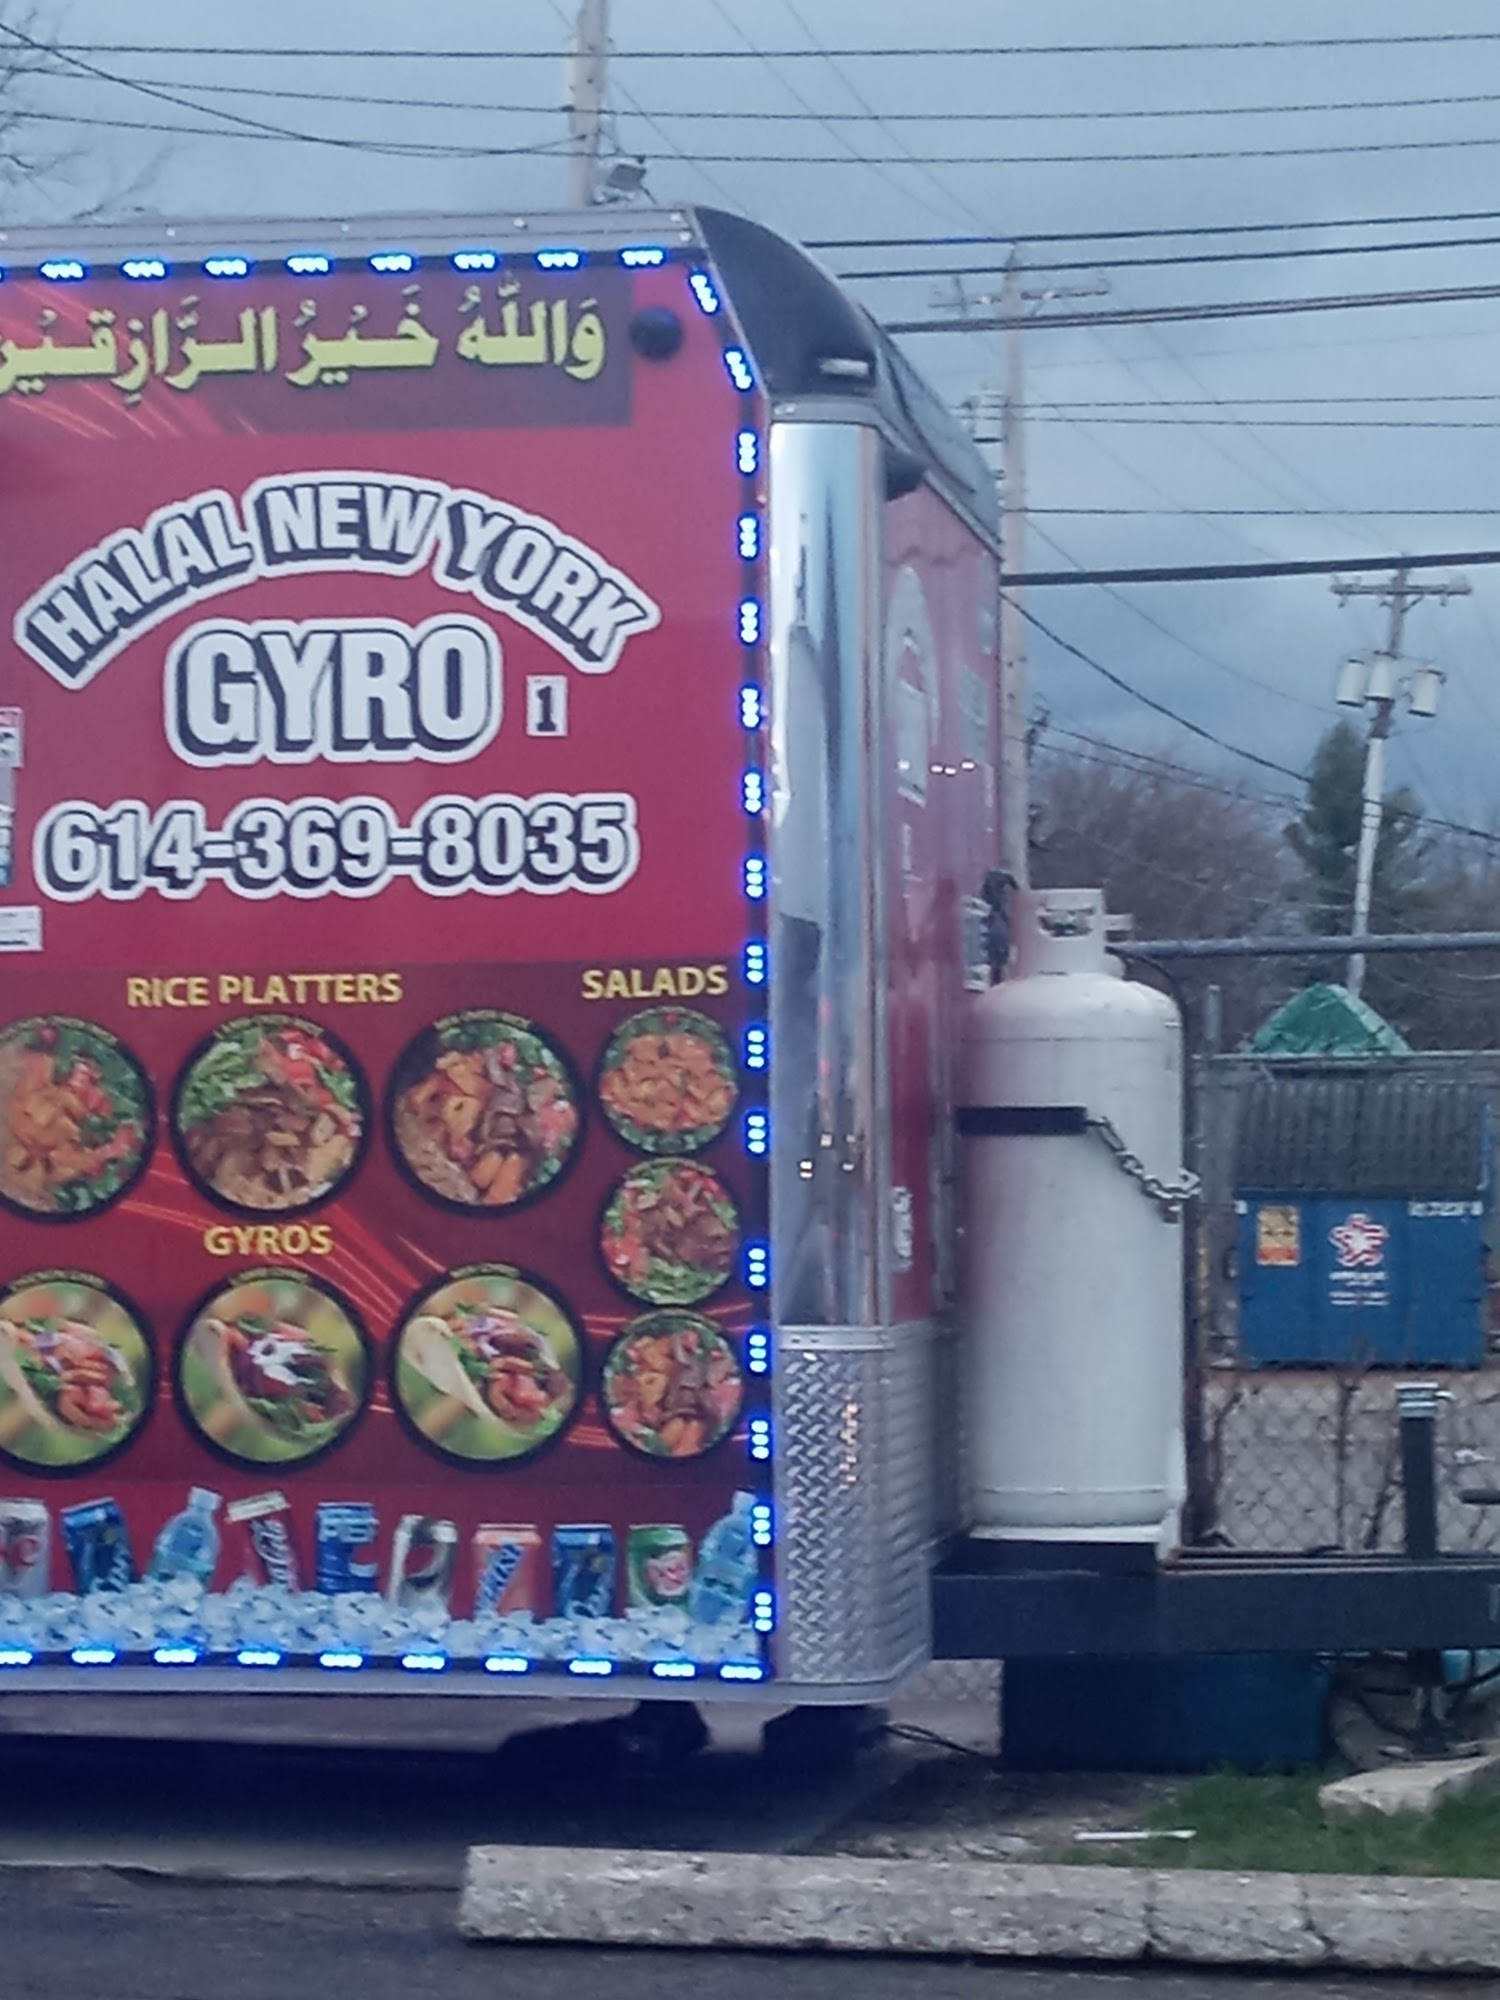 وَاللَّهُ خَيْرُ الرَّازِقِين
HALAL NEW YORK
GYRO 1
614-369-8035
RICE PLATTERS
SALADS
GYROS